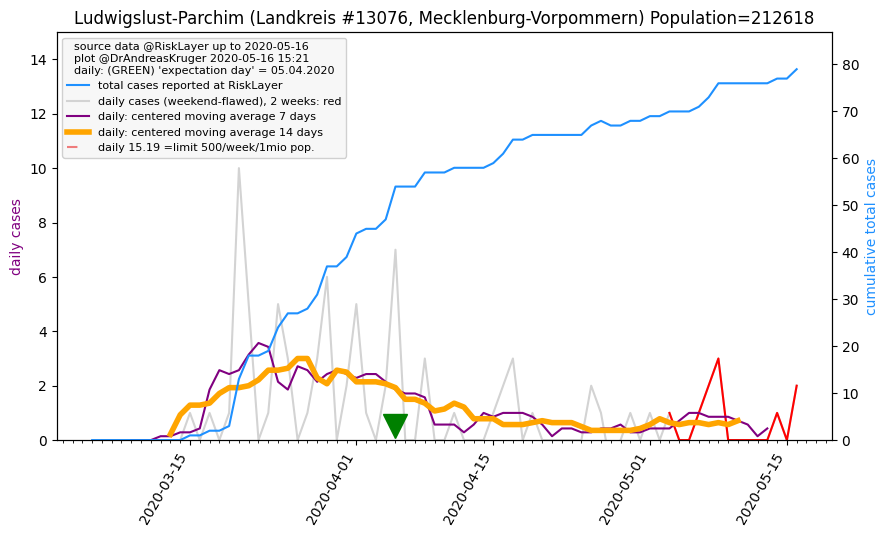 Ludwigslust-Parchim (Landkreis #13076, Mecklenburg-Vorpommern) Population=212618
source data @RiskLayer up to 2020-05-16
plot @DrAndreasKruger 2020-05-16 15:21
daily: (GREEN) 'expectation day' = 05.04.2020
total cases reported at RiskLayer
daily cases (weekend-flawed), 2 weeks: red
daily: centered moving average 7 days
daily: centered moving average 14 days
daily 15.19 =limit 500/week/1mio pop.
daily cases
14
12
10
8
6
4
2
0
cumulative total cases
80
70
60
50
40
30
20
10
0
2020-03-15
2020-04-01
2020-04-15
2020-05-01
2020-05-15